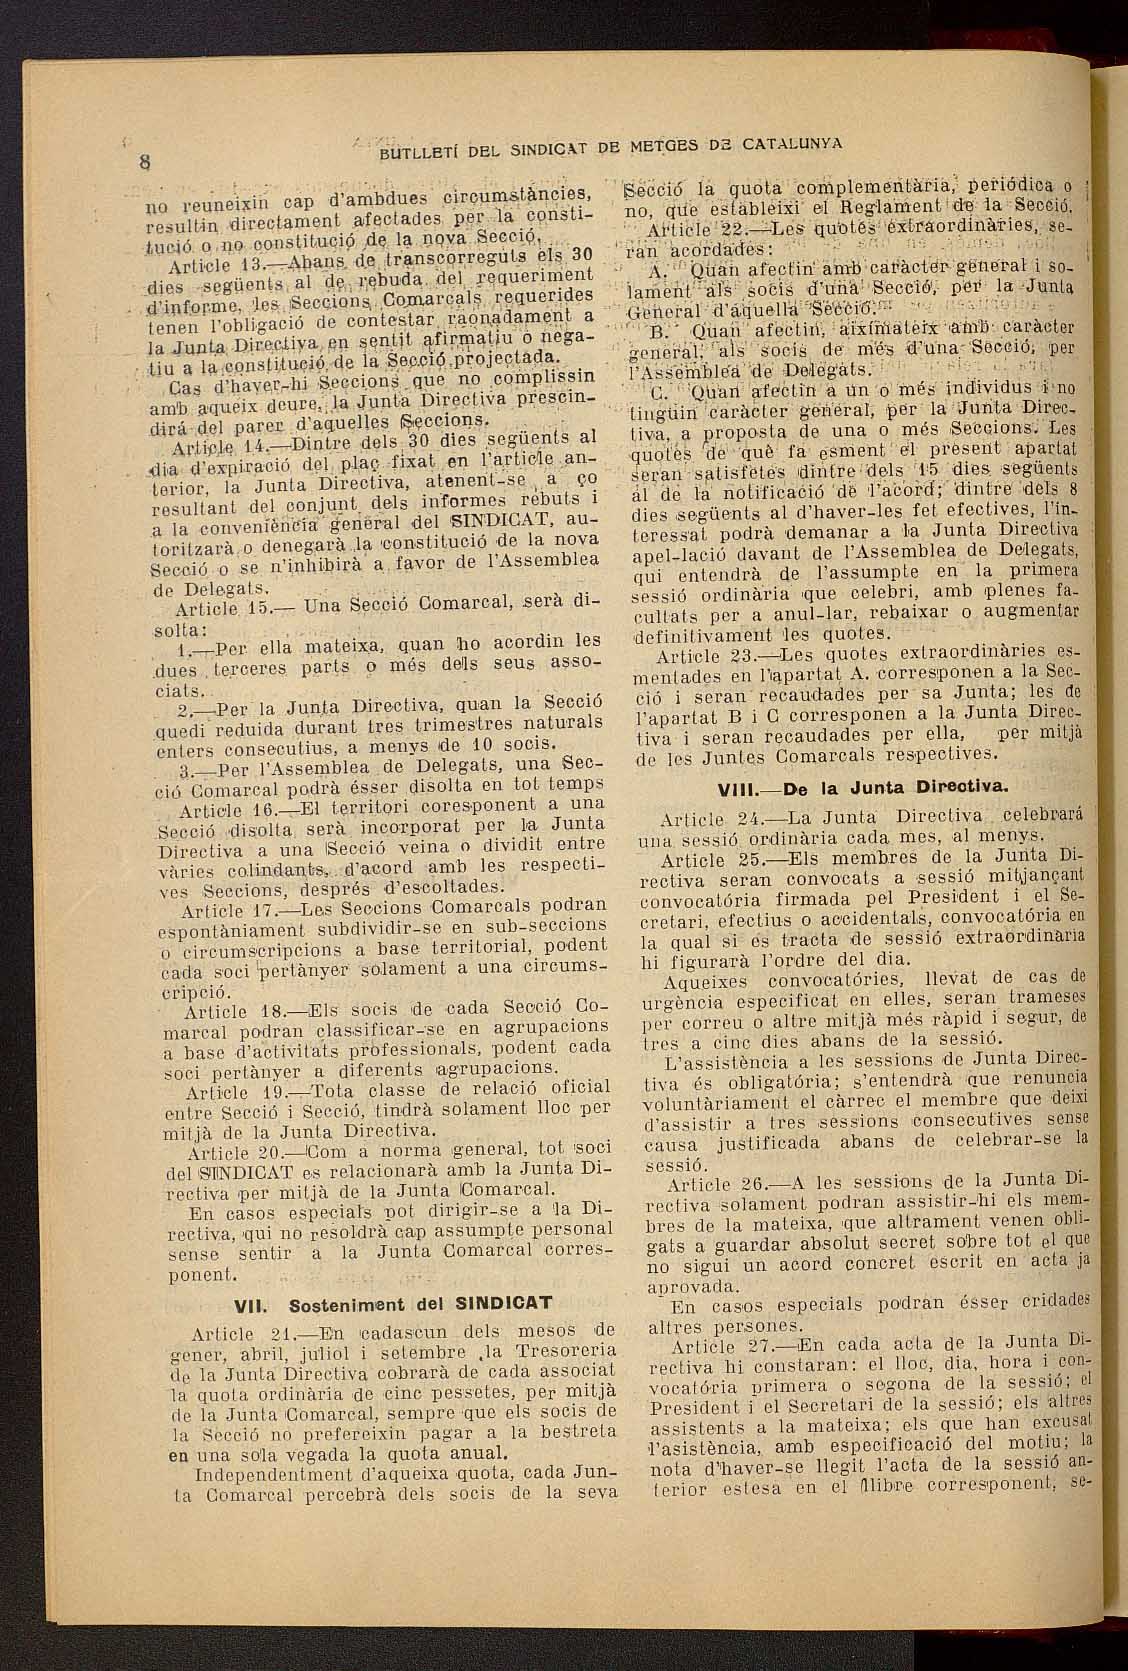 8
BUTLLETÍ DEL SINDICAT DE METGES DE CATALUNYA
no reuneixin cap d'ambdues circumstàncies,
resultin directament afectades per la consti-
tució o no constitució de la nova Secció.
Article 13.—Abans de transcorreguts els 30
dies següents al de rebuda del requeriment
d'informe, les Seccions Comarcals requerides
tenen l'obligació de contestar raonadament a
la Junta Directiva en sentit afirmatiu o nega-
tiu a la constitució de la Secció projectada.
Cas d'haver-hi Seccions que no complissin
amb aqueix deure, la Junta Directiva prescin-
dirá del parer d'aquelles Seccions.
Article 14.—Dintre dels 30 dies següents al
dia d'expiració del plaç fixat en l'article an-
terior, la Junta Directiva, atenent-se a ço
resultant del conjunt dels informes rebuts i
a la conveniència general del SINDICAT, au-
toritzarà o denegarà la constitució de la nova
Secció o se n'inhibirà a favor de l'Assemblea
de Delegats.
Article 15.— Una Secció Comarcal, serà di-
solta:
1.—Per ella mateixa, quan ho acordin les
dues terceres parts o més dels seus asso-
ciats.
2.—Per la Junta Directiva, quan la Secció
quedi reduida durant tres trimestres naturals
enters consecutius, a menys de 10 socis.
3.—Per l'Assemblea de Delegats, una Sec-
ció Comarcal podrà ésser disolta en tot temps
Article 16.—El territori coresponent a una
Secció disolta serà incorporat per la Junta
Directiva a una Secció veina o dividit entre
vàries colindants, d'acord amb les respecti-
ves Seccions, després d'escoltades.
Article 17.—Les Seccions Comarcals podran
espontàniament subdividir-se en sub-seccions
o circumscripcions a base territorial, podent
cada soci pertànyer solament a una circums-
cripció.
Article 18.—Els socis de cada Secció Co-
marcal podran classificar-se en agrupacions
a base d'activitats professionals, podent cada
soci pertànyer a diferents agrupacions.
Article 19.—Tota classe de relació oficial
entre Secció i Secció, tindrà solament lloc per
mitjà de la Junta Directiva.
Article 20.—Com a norma general, tot soci
del SINDICAT es relacionarà amb la Junta Di-
rectiva per mitjà de la Junta Comarcal.
En casos especials pot dirigir-se a la Di-
rectiva, qui no resoldrà cap assumpte personal
sense sentir a la Junta Comarcal corres-
ponent.
VII. Sosteniment del SINDICAT
Article 21.—En cadascun dels mesos de
gener, abril, juliol i setembre la Tresoreria
de la Junta Directiva cobrarà de cada associat
la quota ordinària de cinc pessetes, per mitjà
de la Junta Comarcal, sempre que els socis de
la Secció no prefereixin pagar a la bestreta
en una sola vegada la quota anual.
Independentment d'aqueixa quota, cada Jun-
ta Comarcal percebrà dels socis de la seva
Secció la quota complementària, periódica o
no, que estableixi el Reglament de la Secció.
Article 22.—Les quotes extraordinàries, se-
ràn acordades:
A. Quan afectin amb caràcter general i so-
lament als socis d'una Secció, per la Junta
General d'aquella Secció.
B. Quan afectin, aixímateix amb caràcter
general, als socis de més d'una Secció, per
l'Assemblea de Delegats.
C. Quan afectin a un o més individus i no
tinguin caràcter general, per la Junta Direc-
tiva, a proposta de una o més Seccions. Les
quotes de què fa esment el present apartat
seran satisfetes dintre dels 15 dies següents
al de la notificació de l'acord; dintre dels 8
dies següents al d'haver-les fet efectives, l'in-
teressat podrà demanar a la Junta Directiva
apel-lació davant de l'Assemblea de Delegats,
qui entendrà de l'assumpte en la primera
sessió ordinària que celebri, amb plenes fa-
cultats per a anul-lar, rebaixar o augmentar
definitivament les quotes.
Article 23.—Les quotes extraordinàries es-
mentades en l'apartat A. corresponen a la Sec-
ció i seran recaudades per sa Junta; les de
l'apartat B i C corresponen a la Junta Direc-
tiva i seran recaudades per ella, per mitjà
de les Juntes Comarcals respectives.
VIII.—De la Junta Directiva.
Article 24.—La Junta Directiva celebrará
una sessió ordinària cada mes, al menys.
Article 25.—Els membres de la Junta Di-
rectiva seran convocats a sessió mitjançant
convocatória firmada pel President i el Se-
cretari, efectius o accidentals, convocatória en
la qual si és tracta de sessió extraordinària
hi figurarà l'ordre del dia.
Aqueixes convocatóries, llevat de cas de
urgència especificat en elles, seràn trameses
per correu o altre mitjà més ràpid i segur, de
tres a cinc dies abans de la sessió.
L'assistència a les sessions de Junta Direc-
tiva és obligatória; s'entendrà que renuncia
voluntàriament el càrrec el membre que deixi
d'assistir a tres sessions consecutives sense
causa justificada abans de celebrar-se la
sessió.
Article 26.—A les sessions de la Junta Di-
rectiva solament podran assistir-hi els mem-
bres de la mateixa, que altrament venen obli-
gats a guardar absolut secret sobre tot el que
no sigui un acord concret escrit en acta ja
aprovada.
En casos especials podran ésser cridades
altres persones.
Article 27.—En cada acta de la Junta Di-
rectiva hi constaran: el lloc, dia, hora i con-
vocatória primera o segona de la sessió; el
President i el Secretari de la sessió; els altres
assistents a la mateixa; els que han excusat
l'asistència, amb especificació del motiu; la
nota d'haver-se llegit l'acta de la sessió an-
terior estesa en el llibre corresponent, se-